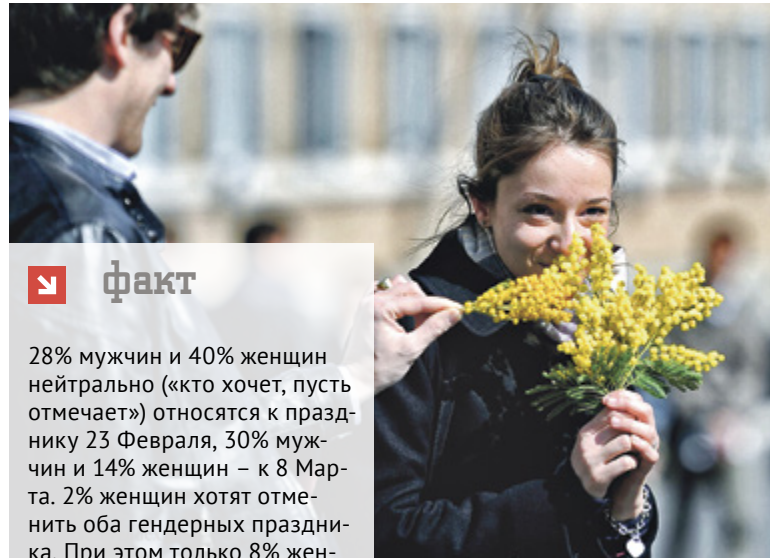 факт
28% мужчин и 40% женщин
нейтрально («кто хочет, пусть
отмечает») относятся к празд-
нику 23 Февраля, 30% муж-
чин и 14% женщин – к 8 Мар-
та. 2% женщин хотят отме-
нить оба гендерных праздни-
ка. При этом только 8% жен-